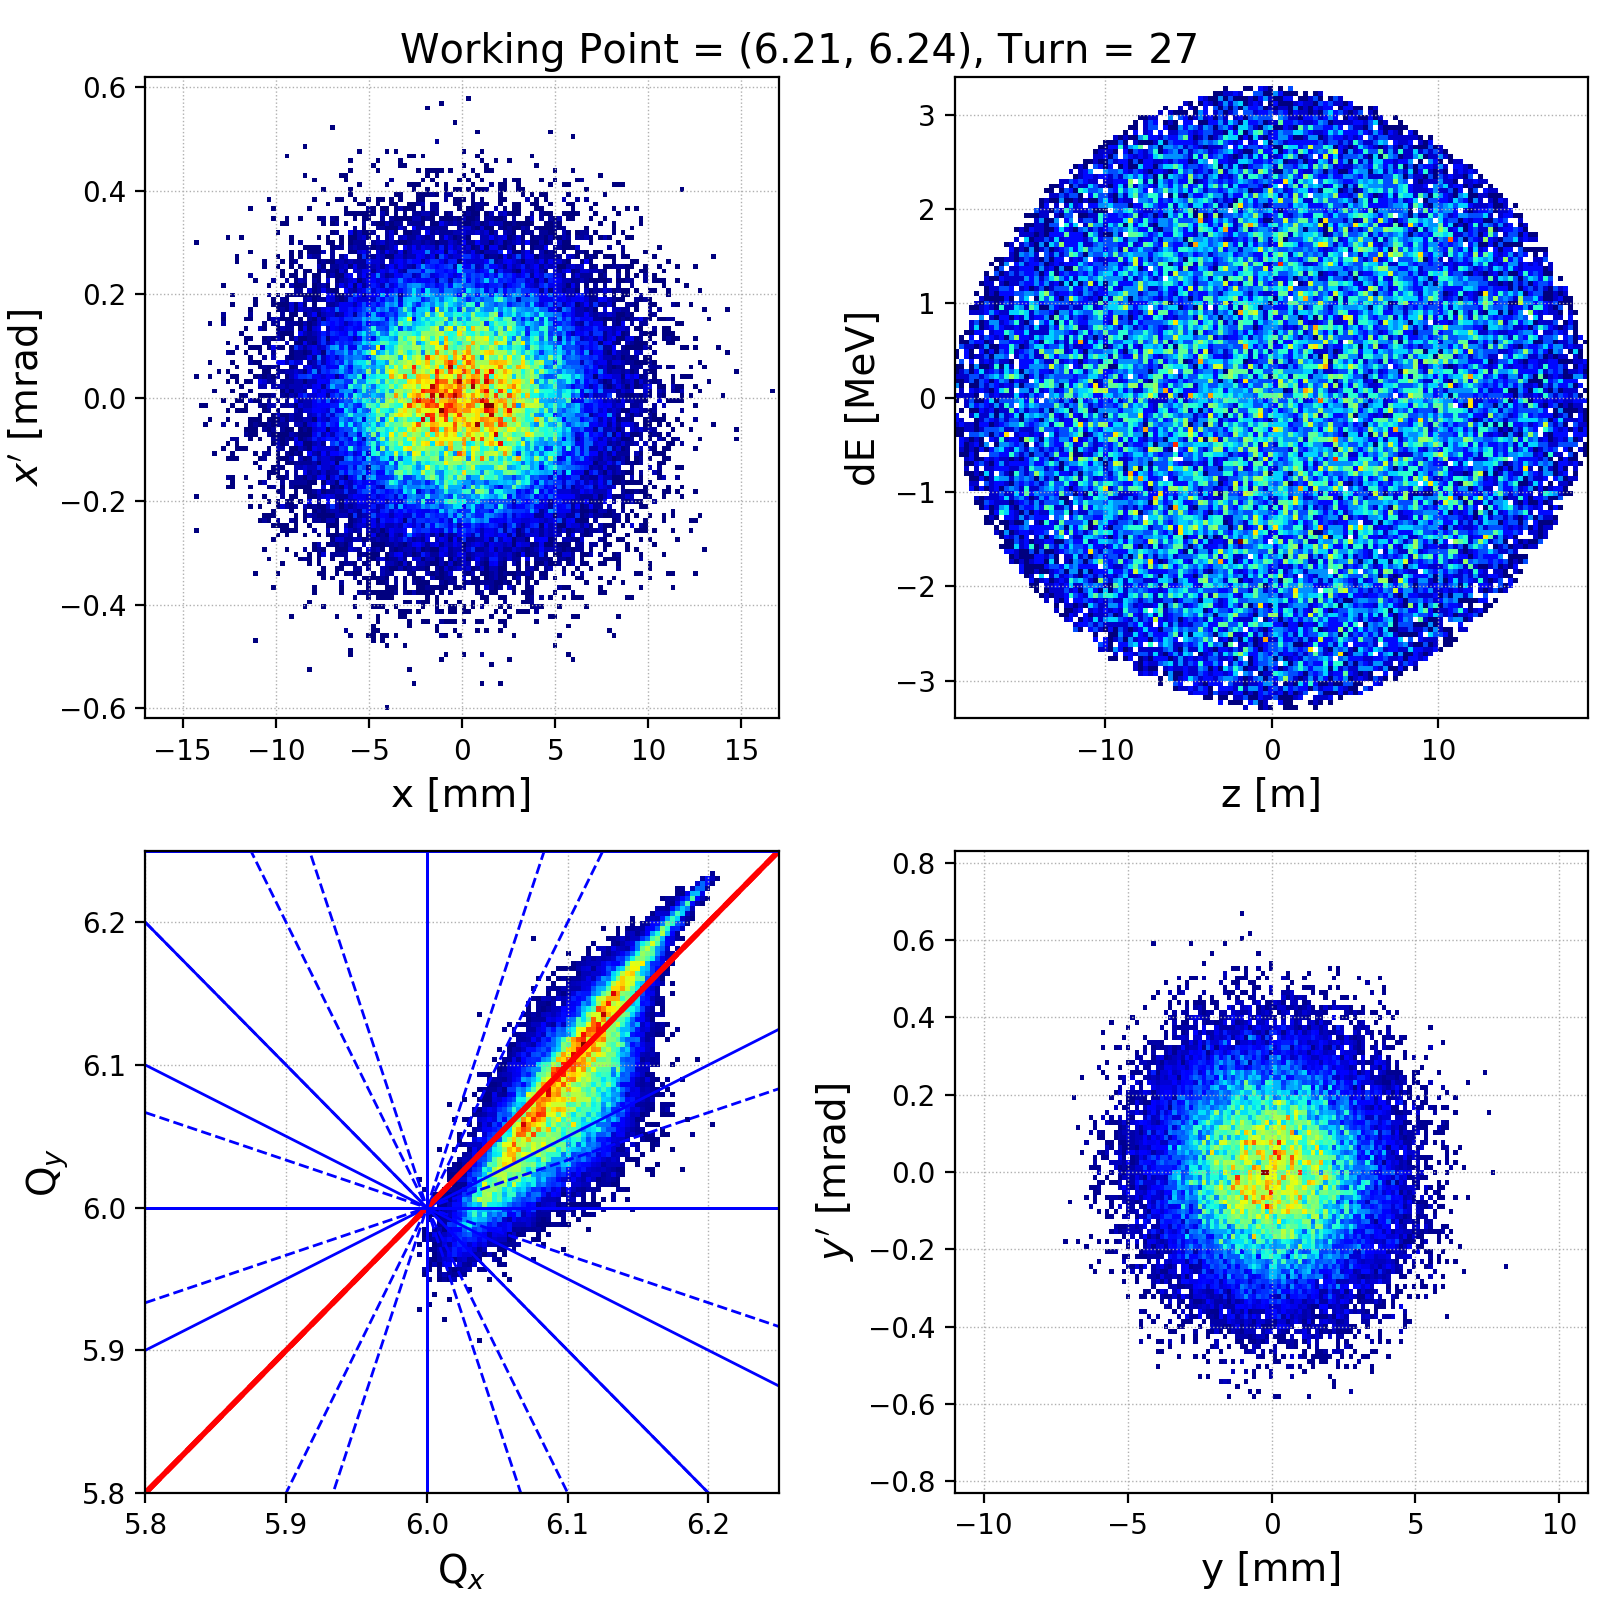 Working Point = (6.21, 6.24), Turn = 27
0.6
0.4
0.2
0.0
−0.2
−0.4
−0.6
x′ [mrad]
−15 −10 −5 0 5 10 15
x [mm]
3
2
1
0
−1
−2
−3
dE [MeV]
−10 0 10
z [m]
6.2
6.1
6.0
5.9
5.8
Qy
5.8 5.9 6.0 6.1 6.2
Qx
0.8
0.6
0.4
0.2
0.0
−0.2
−0.4
−0.6
−0.8
y′ [mrad]
−10 −5 0 5 10
y [mm]